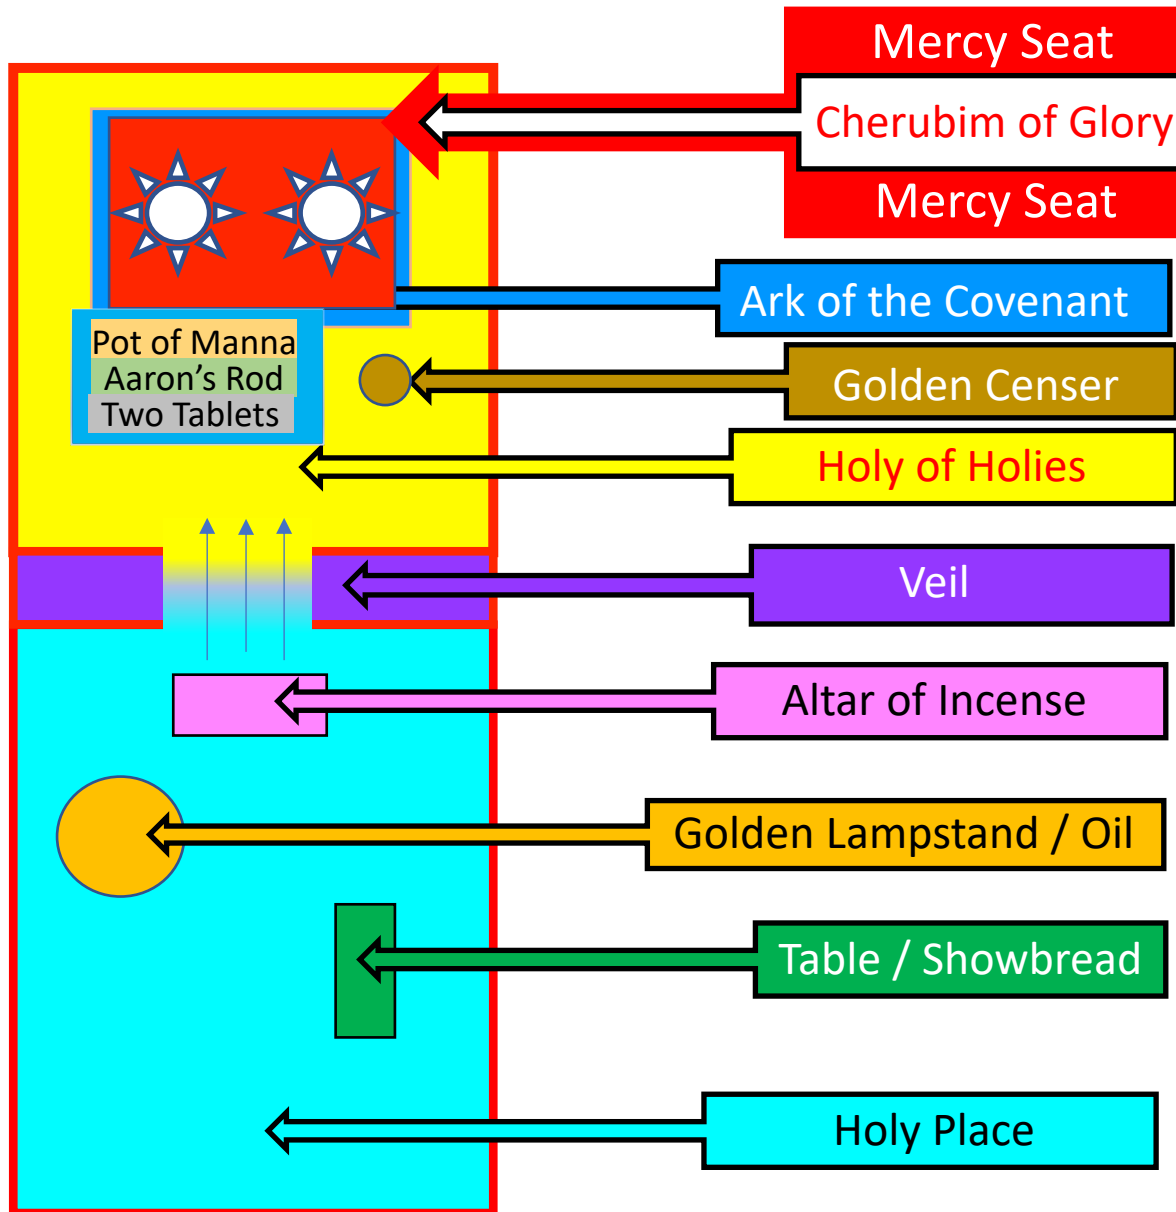 Mercy Seat
Cherubim of Glory
Mercy Seat
Ark of the Covenant
Pot of Manna
Aaron’s Rod
Two Tablets
Golden Censer
Holy of Holies
Veil
Altar of Incense
Golden Lampstand / Oil
Table / Showbread
Holy Place